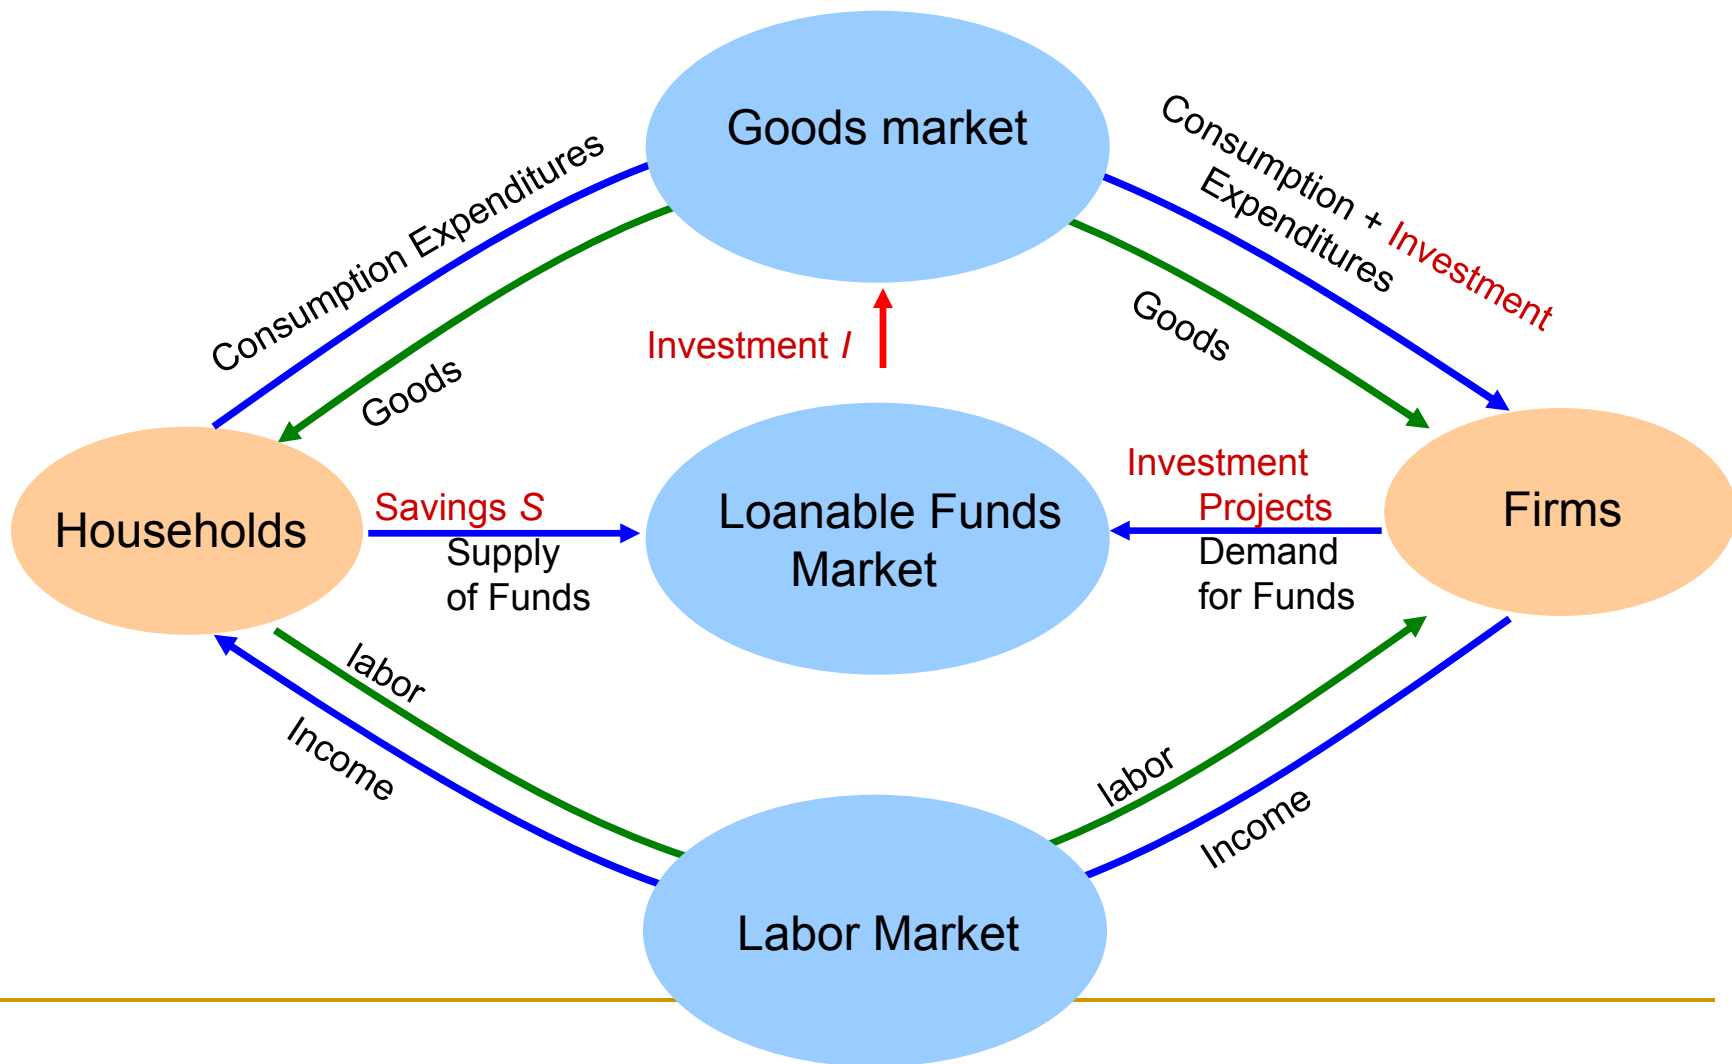 Goods market
Consumption Expenditures
Goods
Consumption + Investment
Expenditures
Goods
Investment I
Households
Savings S
Supply
of Funds
Loanable Funds
Market
Investment
Projects
Demand
for Funds
Firms
labor
Income
labor
Income
Labor Market